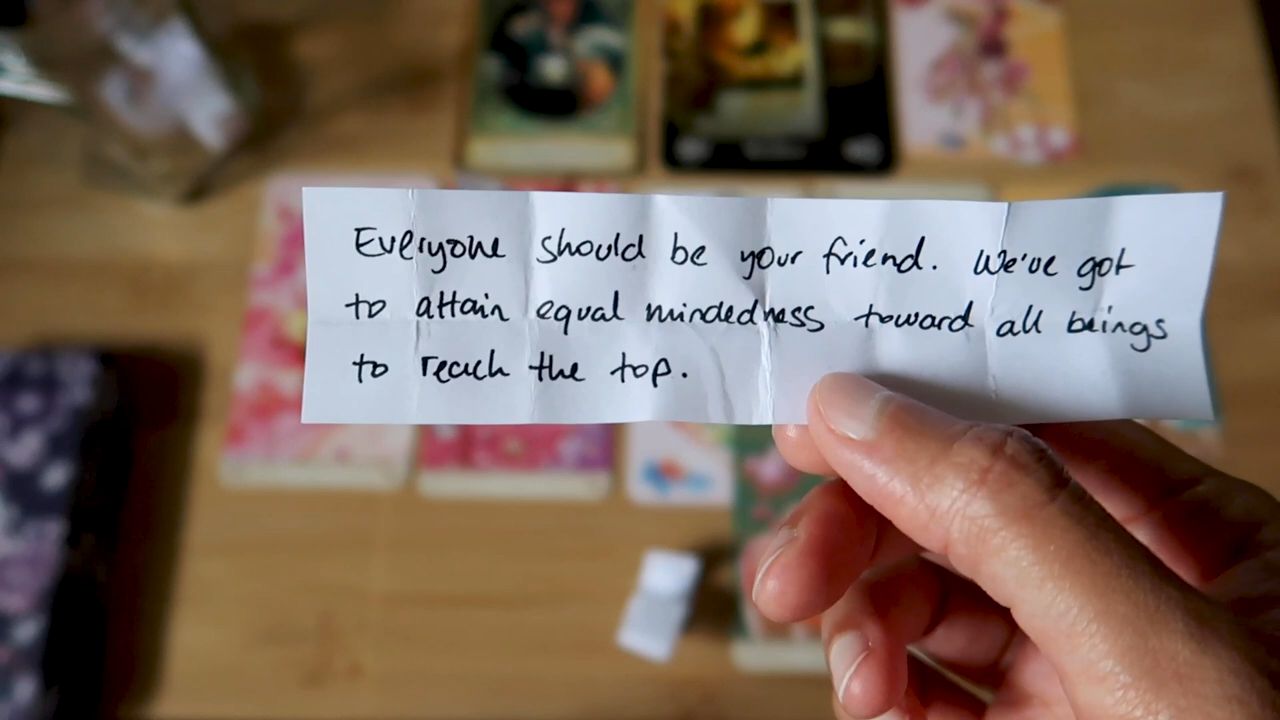 Everyone should be your friend. We've got
to attain equal mindedness toward all beings
to reach the top.